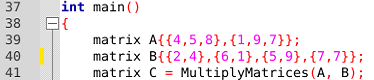 37 int main()
38 {
39 matrix A{{4,5,8},{1,9,7}};
40 matrix B{{2,4},{6,1},{5,9},{7,7}};
41 matrix C = MultiplyMatrices(A, B);